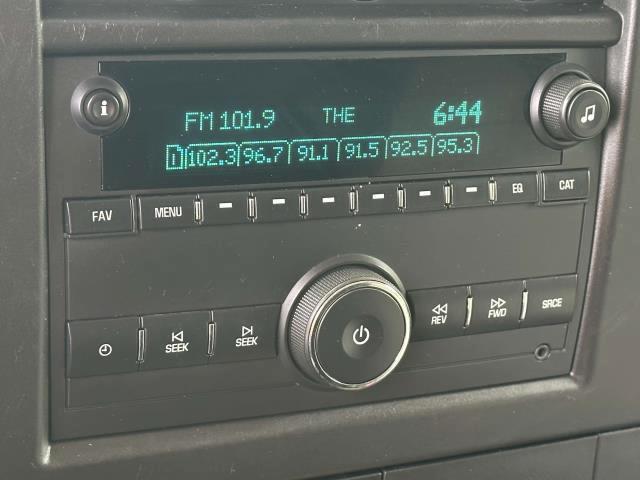 FM 101.9 THE 6:44
1 102.3 96.7 91.1 91.5 92.5 95.3
FAV MENU EQ CAT
SEEK SEEK REV FWD SRCE